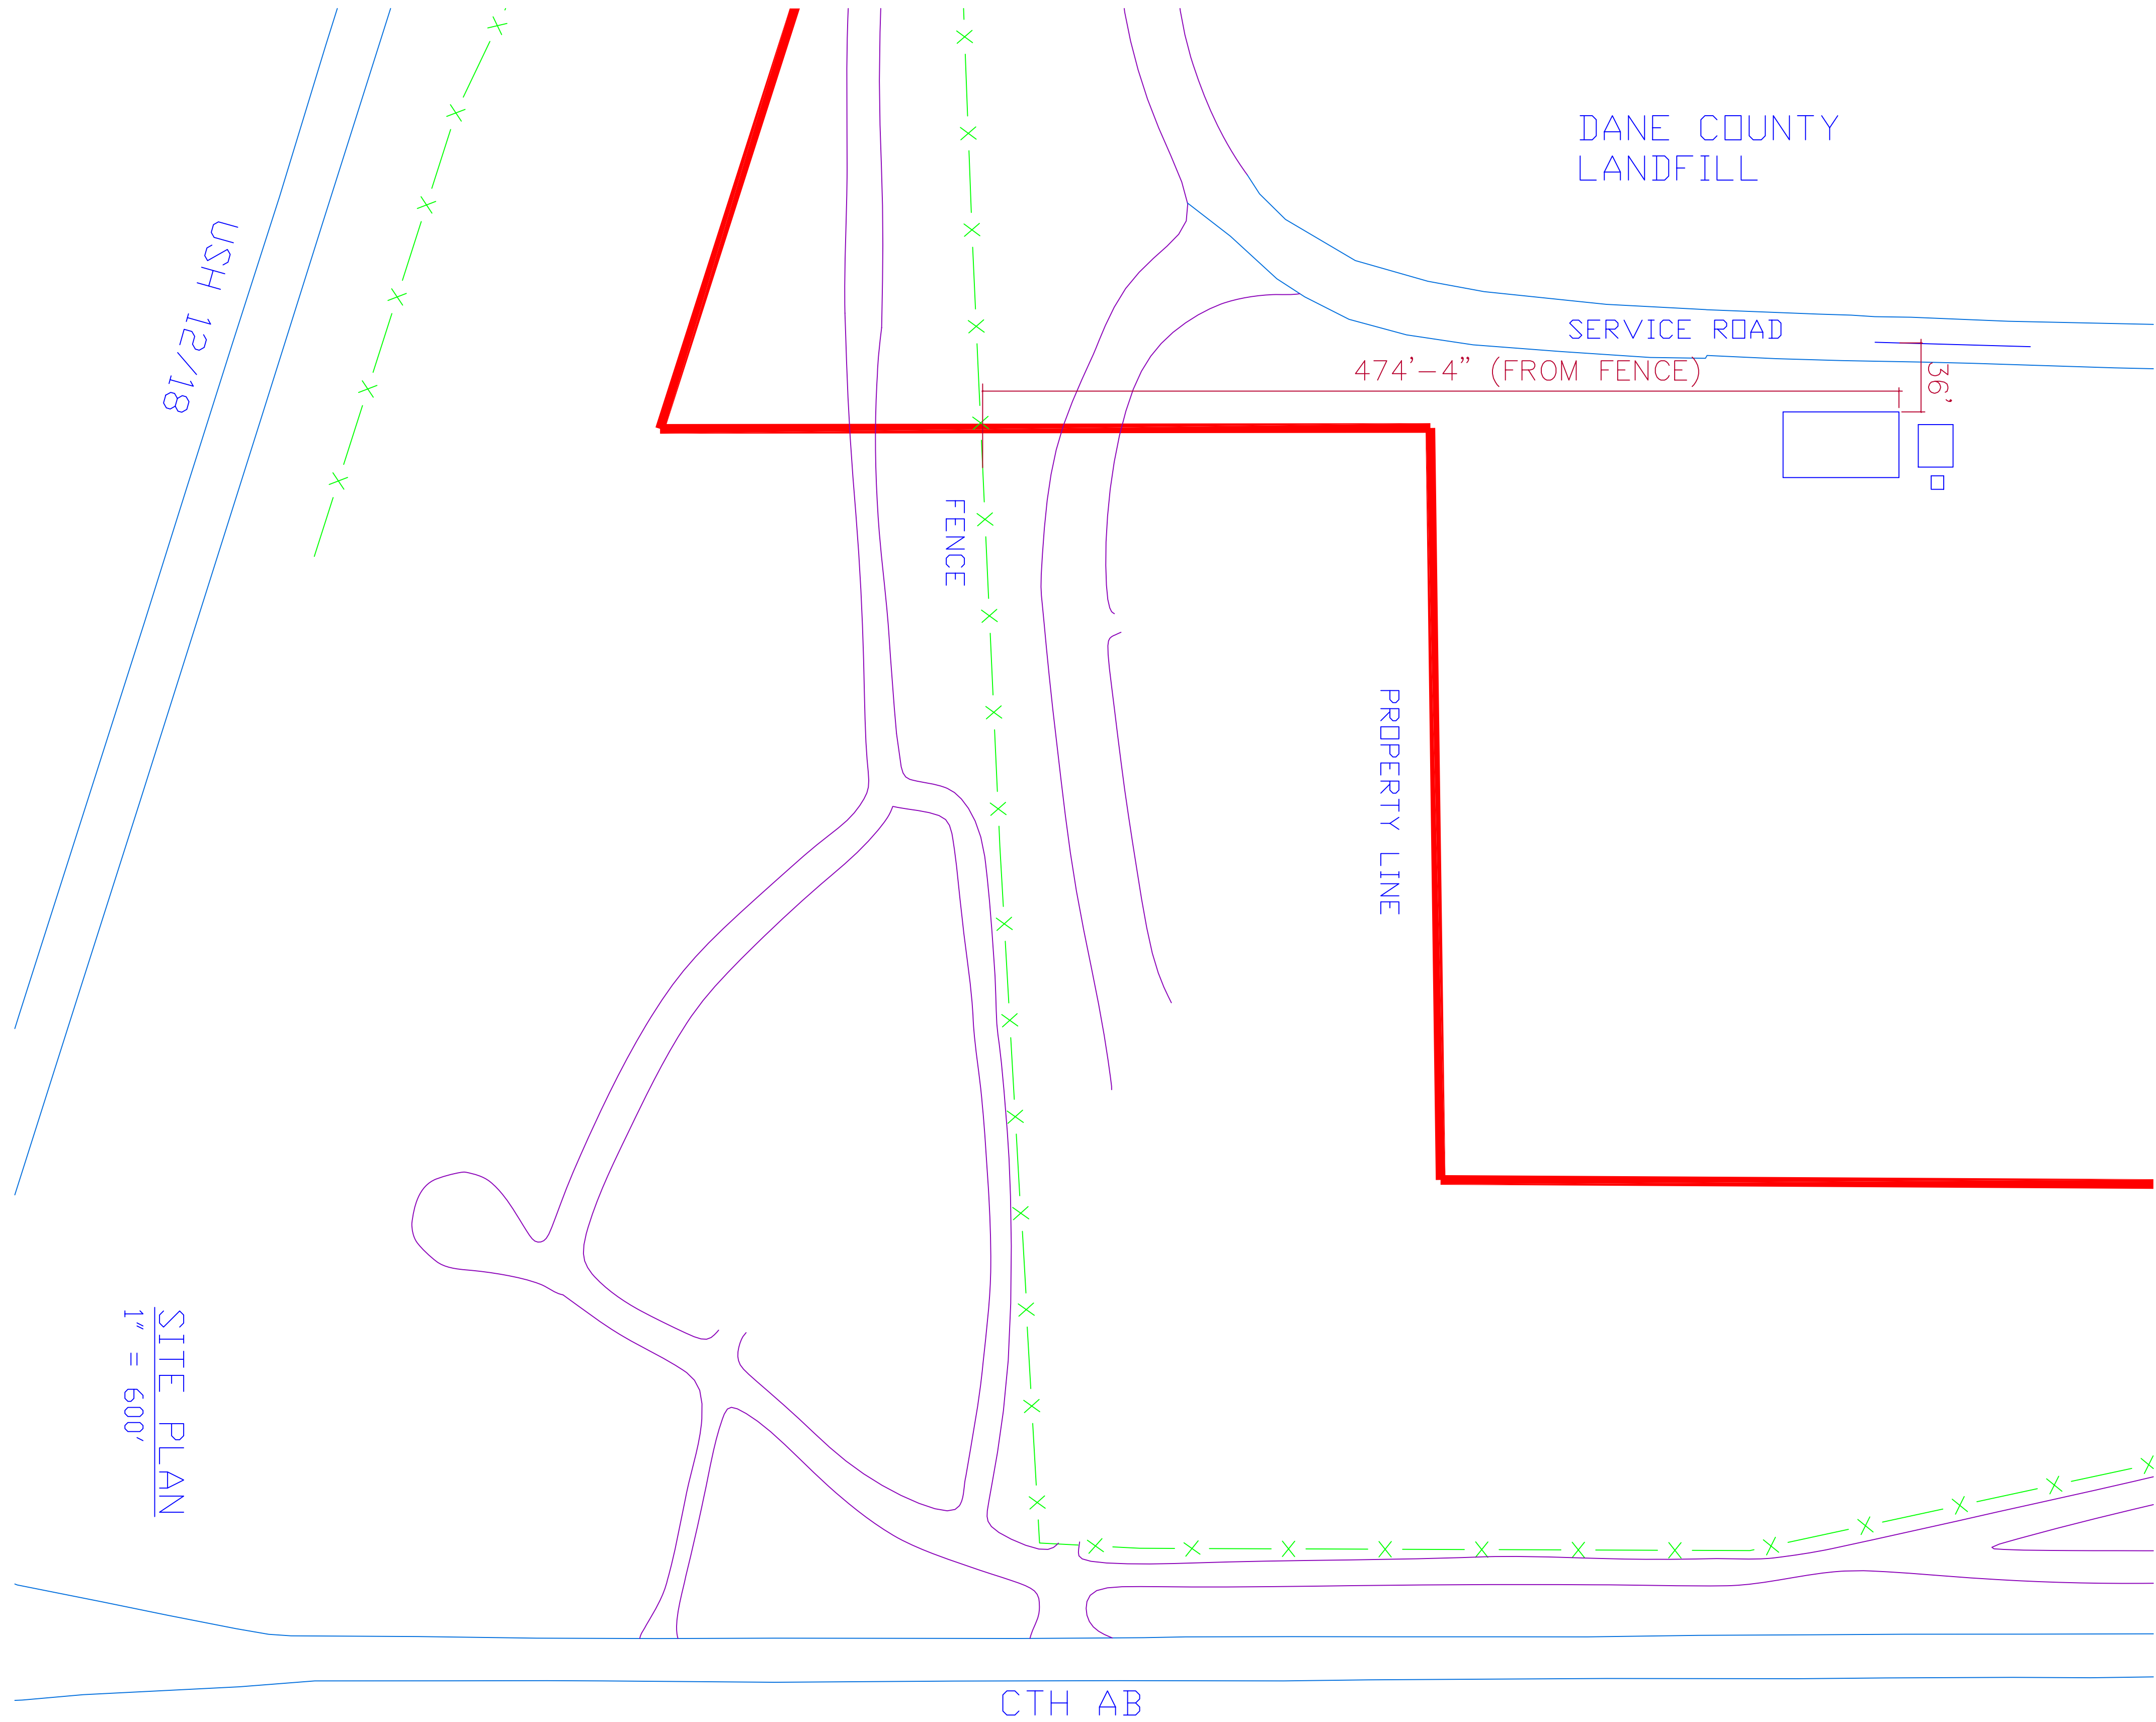 DANE COUNTY
LANDFILL
USH 12/18
SERVICE ROAD
474'-4" (FROM FENCE)
36'
FENCE
PROPERTY LINE
SITE PLAN
1" = 600'
CTH AB